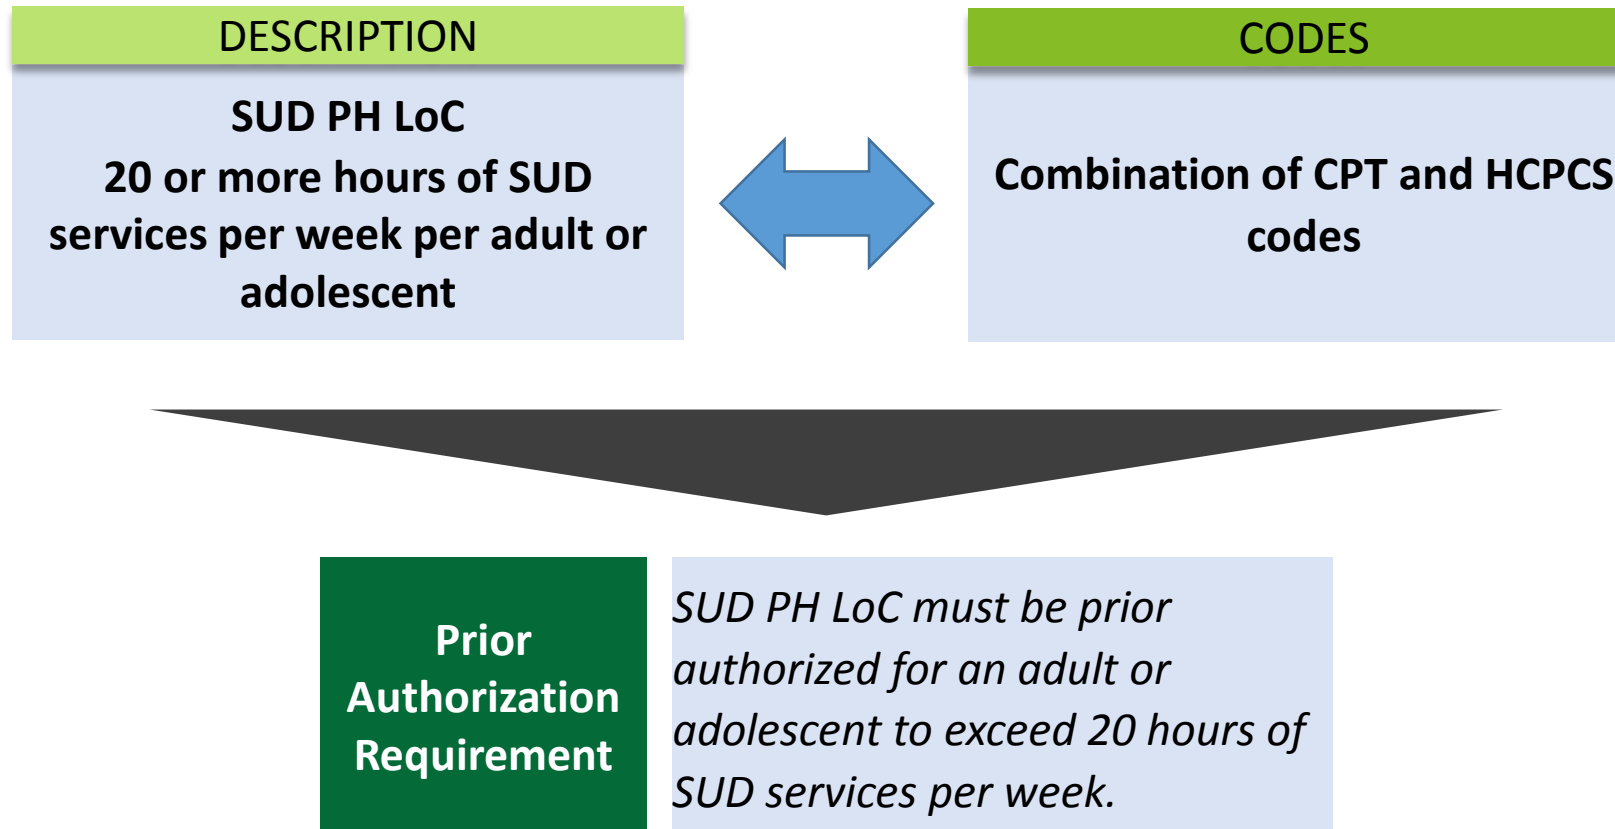 DESCRIPTION
SUD PH LoC
20 or more hours of SUD
services per week per adult or
adolescent
CODES
Combination of CPT and HCPCS
codes
Prior
Authorization
Requirement
SUD PH LoC must be prior
authorized for an adult or
adolescent to exceed 20 hours of
SUD services per week.